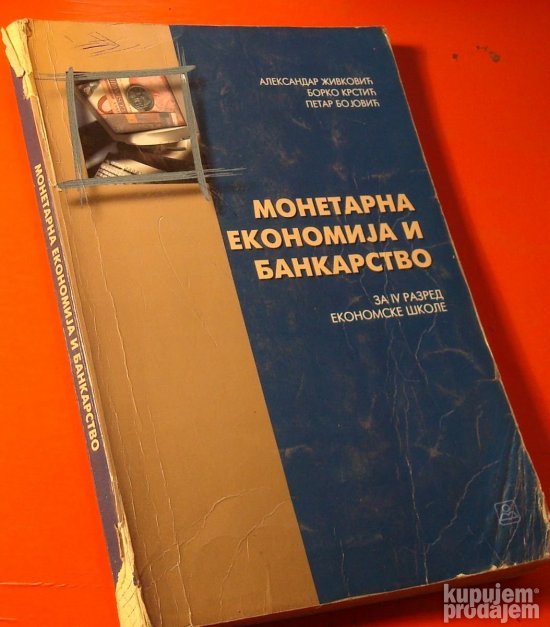 АЛЕКСАНДАР ЖИВКОВИЋ
БОРКО КРСТИЋ
ПЕТАР БОЈОВИЋ
МОНЕТАРНА
ЕКОНОМИЈА И
БАНКАРСТВО
ЗА IV РАЗРЕД
ЕКОНОМСКЕ ШКОЛЕ
МОНЕТАРНА ЕКОНОМИЈА И БАНКАРСТВО
kupujem
prodajem